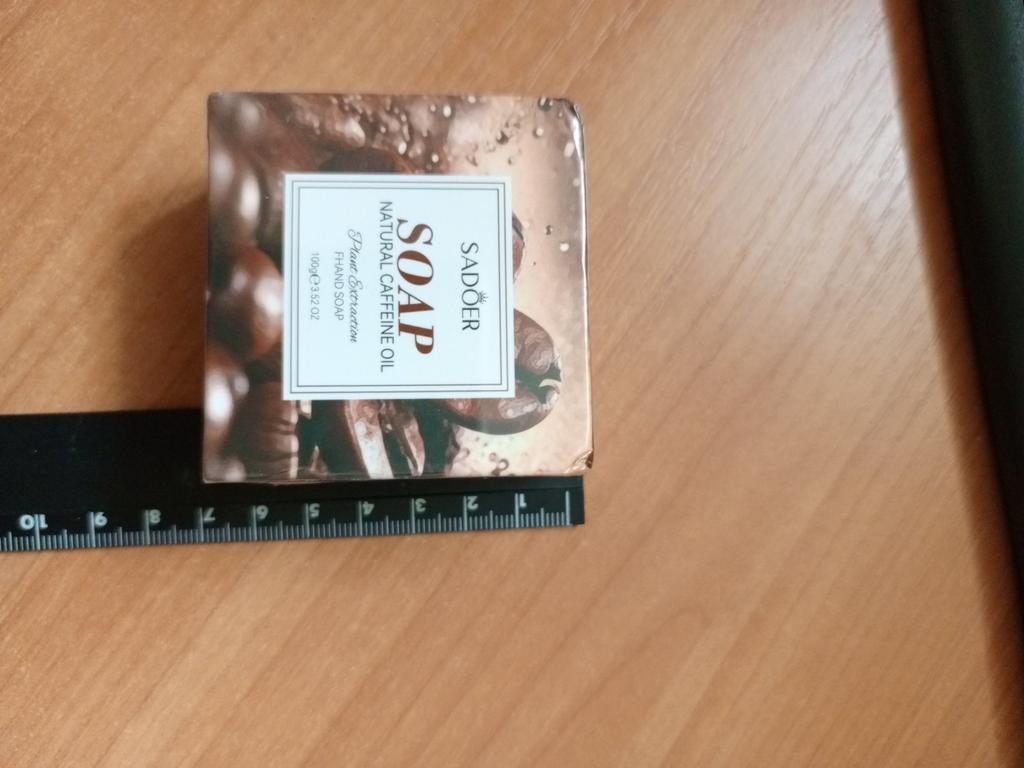 SADOER
SOAP
NATURAL CAFFEINE OIL
Plant Extraction
FHAND SOAP
100g℮3.52 OZ
1 2 3 4 5 6 7 8 9 10